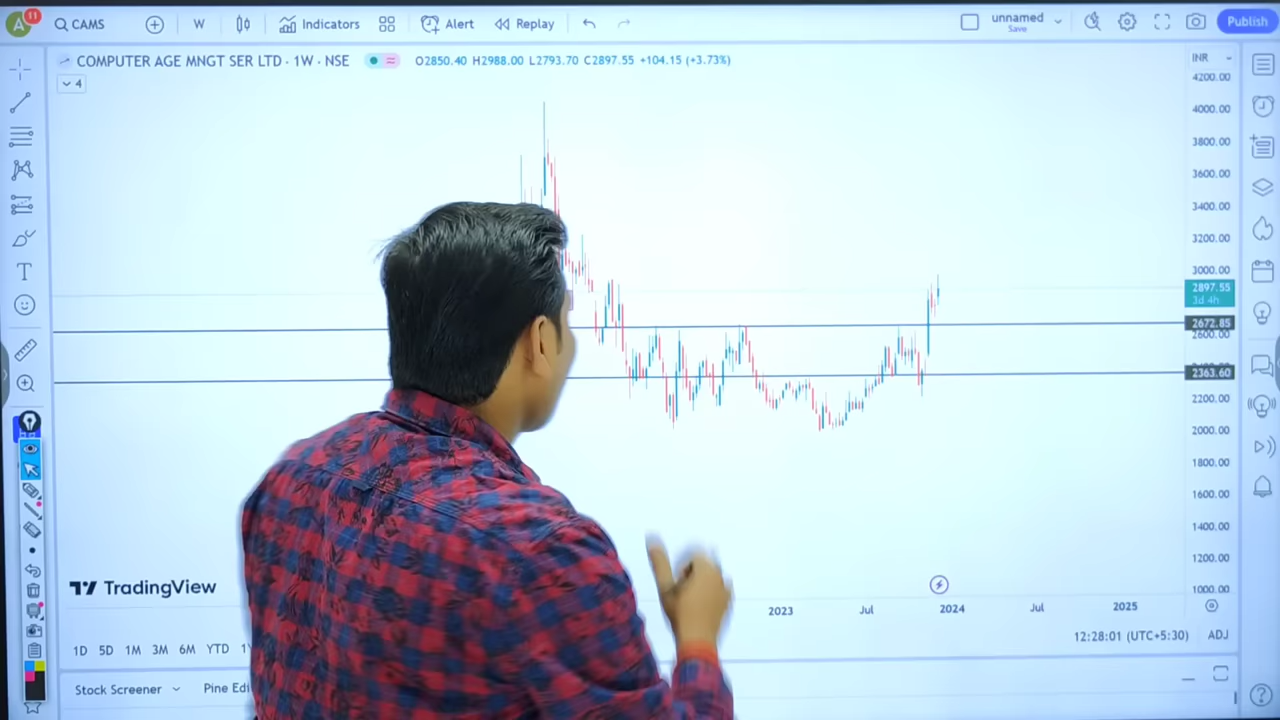 A 11 CAMS W Indicators Alert Replay unnamed Save Publish
COMPUTER AGE MNGT SER LTD · 1W · NSE O2850.40 H2988.00 L2793.70 C2897.55 +104.15 (+3.73%)
4
INR
4200.00
4000.00
3800.00
3600.00
3400.00
3200.00
3000.00
2897.55
3d 4h
2672.85
2600.00
2363.60
2200.00
2000.00
1800.00
1600.00
1400.00
1200.00
1000.00
TradingView
2023 Jul 2024 Jul 2025
12:28:01 (UTC+5:30) ADJ
1D 5D 1M 3M 6M YTD
Stock Screener Pine